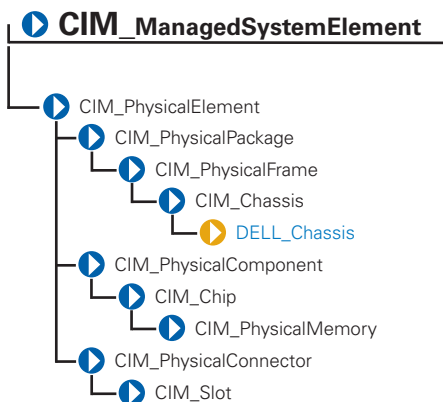 CIM_ManagedSystemElement
CIM_PhysicalElement
CIM_PhysicalPackage
CIM_PhysicalFrame
CIM_Chassis
DELL_Chassis
CIM_PhysicalComponent
CIM_Chip
CIM_PhysicalMemory
CIM_PhysicalConnector
CIM_Slot